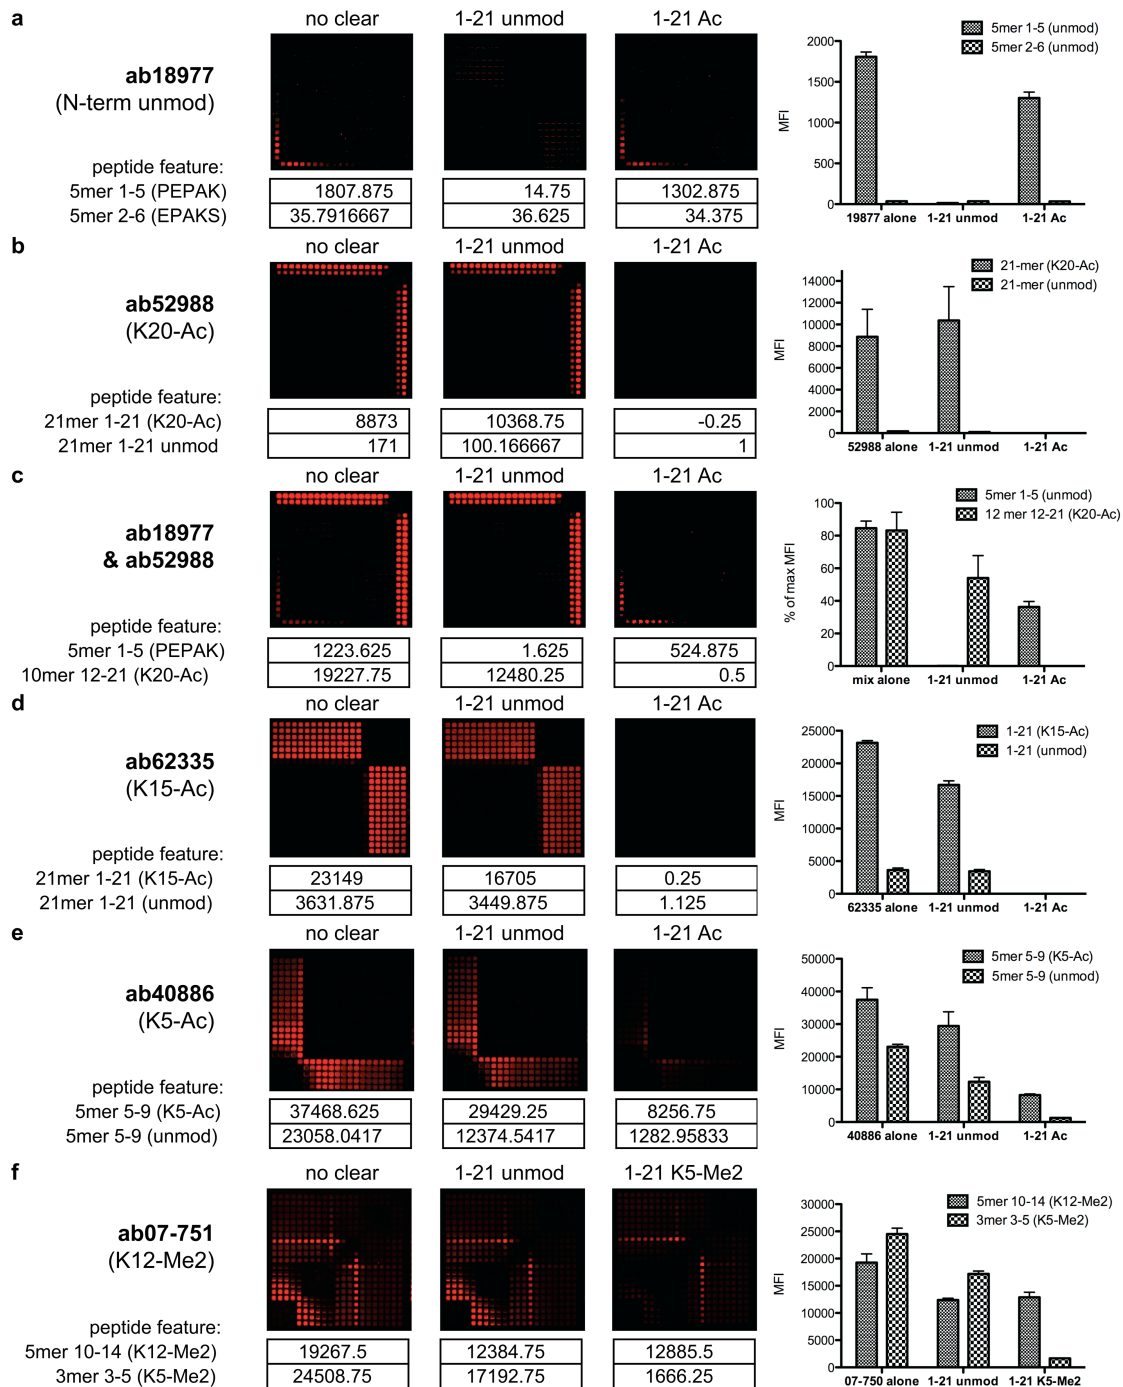 a
no clear
1-21 unmod
1-21 Ac
ab18977
(N-term unmod)
peptide feature:
5mer 1-5 (PEPAK)
1807.875
14.75
1302.875
5mer 2-6 (EPAKS)
35.7916667
36.625
34.375
5mer 1-5 (unmod)
5mer 2-6 (unmod)
MFI
2000
1500
1000
500
0
19877 alone
1-21 unmod
1-21 Ac
b
no clear
1-21 unmod
1-21 Ac
ab52988
(K20-Ac)
peptide feature:
21mer 1-21 (K20-Ac)
8873
10368.75
-0.25
21mer 1-21 unmod
171
100.166667
1
21-mer (K20-Ac)
21-mer (unmod)
MFI
14000
12000
10000
8000
6000
4000
2000
0
52988 alone
1-21 unmod
1-21 Ac
c
no clear
1-21 unmod
1-21 Ac
ab18977
& ab52988
peptide feature:
5mer 1-5 (PEPAK)
1223.625
1.625
524.875
10mer 12-21 (K20-Ac)
19227.75
12480.25
0.5
5mer 1-5 (unmod)
12 mer 12-21 (K20-Ac)
% of max MFI
100
80
60
40
20
0
mix alone
1-21 unmod
1-21 Ac
d
no clear
1-21 unmod
1-21 Ac
ab62335
(K15-Ac)
peptide feature:
21mer 1-21 (K15-Ac)
23149
16705
0.25
21mer 1-21 (unmod)
3631.875
3449.875
1.125
1-21 (K15-Ac)
1-21 (unmod)
MFI
25000
20000
15000
10000
5000
0
62335 alone
1-21 unmod
1-21 Ac
e
no clear
1-21 unmod
1-21 Ac
ab40886
(K5-Ac)
peptide feature:
5mer 5-9 (K5-Ac)
37468.625
29429.25
8256.75
5mer 5-9 (unmod)
23058.0417
12374.5417
1282.95833
5mer 5-9 (K5-Ac)
5mer 5-9 (unmod)
MFI
50000
40000
30000
20000
10000
0
40886 alone
1-21 unmod
1-21 Ac
f
no clear
1-21 unmod
1-21 K5-Me2
ab07-751
(K12-Me2)
peptide feature:
5mer 10-14 (K12-Me2)
19267.5
12384.75
12885.5
3mer 3-5 (K5-Me2)
24508.75
17192.75
1666.25
5mer 10-14 (K12-Me2)
3mer 3-5 (K5-Me2)
MFI
30000
25000
20000
15000
10000
5000
0
07-750 alone
1-21 unmod
1-21 K5-Me2